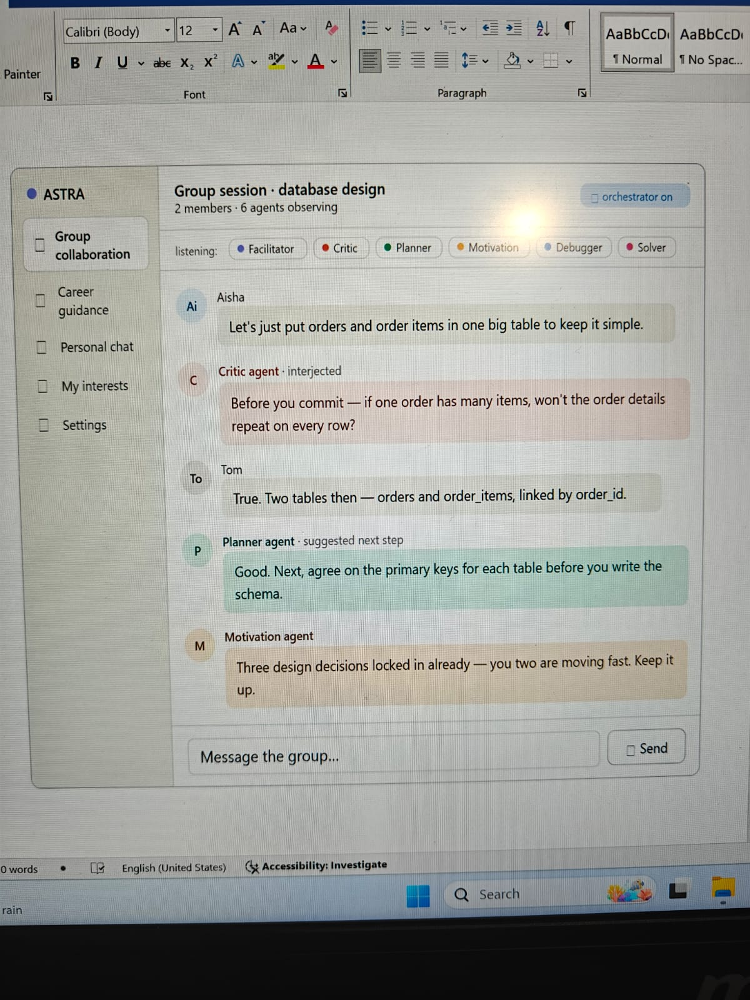 Calibri (Body) 12 A A Aa A
Painter
B I U abc X2 X2 A ab A
Font
A
Z
¶
Paragraph
AaBbCcD
¶ Normal
AaBbCcD
¶ No Spac...
ASTRA
Group
collaboration
Career
guidance
Personal chat
My interests
Settings
Group session · database design
2 members · 6 agents observing
orchestrator on
listening: Facilitator Critic Planner Motivation Debugger Solver
Ai
Aisha
Let's just put orders and order items in one big table to keep it simple.
C
Critic agent · interjected
Before you commit — if one order has many items, won't the order details
repeat on every row?
To
Tom
True. Two tables then — orders and order_items, linked by order_id.
P
Planner agent · suggested next step
Good. Next, agree on the primary keys for each table before you write the
schema.
M
Motivation agent
Three design decisions locked in already — you two are moving fast. Keep it
up.
Message the group...
Send
0 words English (United States) Accessibility: Investigate
Search
rain